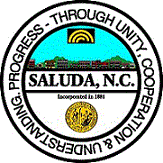 PROGRESS - THROUGH UNITY, COOPERATION & UNDERSTANDING.
SALUDA, N.C.
Incorporated in 1881